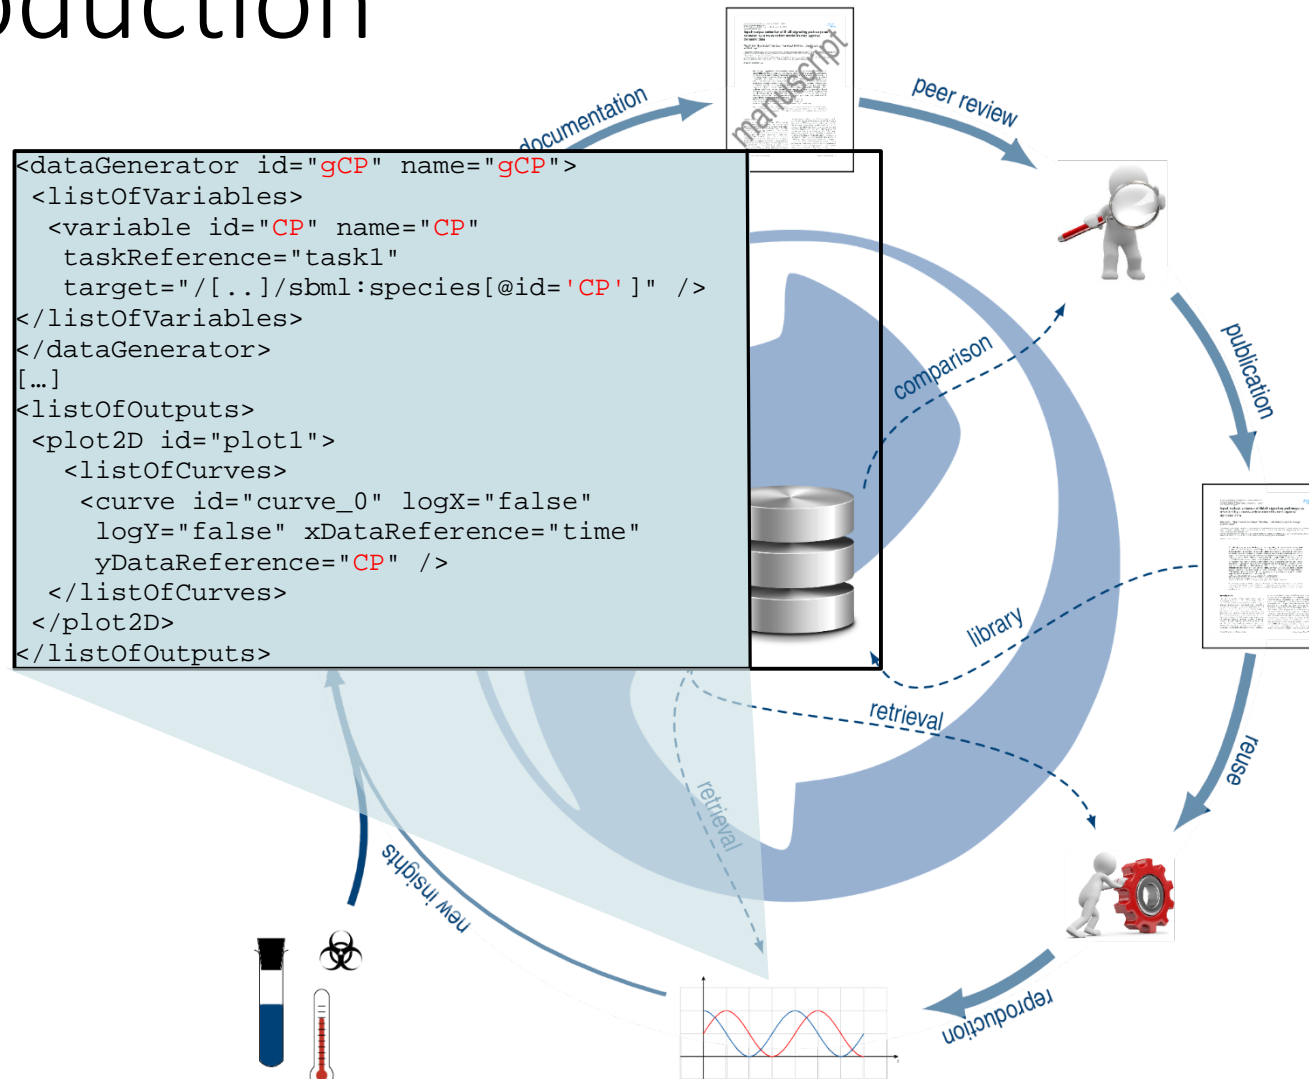 oduction
documentation
manuscript
peer review
<dataGenerator id="gCP" name="gCP">
<listOfVariables>
<variable id="CP" name="CP"
taskReference="task1"
target="/[..]/sbml:species[@id='CP']" />
</listOfVariables>
</dataGenerator>
[…]
<listOfOutputs>
<plot2D id="plot1">
<listOfCurves>
<curve id="curve_0" logX="false"
logY="false" xDataReference="time"
yDataReference="CP" />
</listOfCurves>
</plot2D>
</listOfOutputs>
comparison
publication
library
retrieval
reuse
retrieval
new insights
reproduction